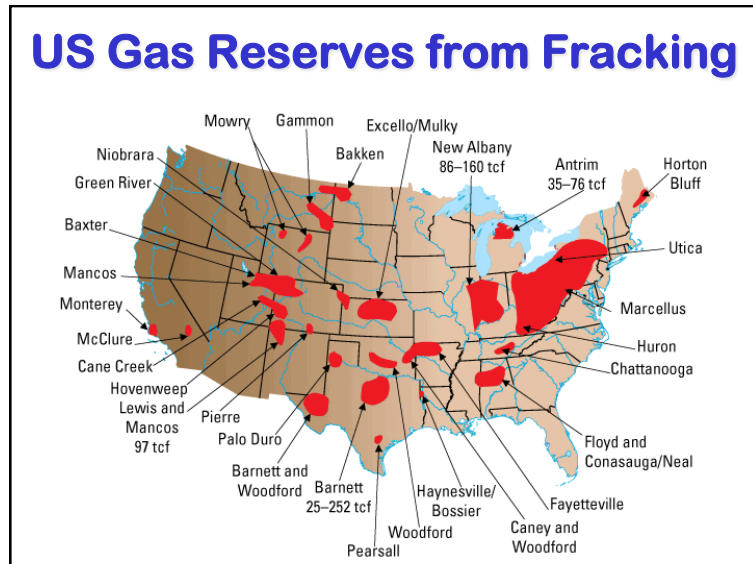 US Gas Reserves from Fracking
Mowry
Gammon
Excello/Mulky
Niobrara
Bakken
New Albany
86–160 tcf
Antrim
35–76 tcf
Horton
Bluff
Green River
Baxter
Utica
Mancos
Monterey
Marcellus
McClure
Huron
Cane Creek
Chattanooga
Hovenweep
Lewis and
Mancos
97 tcf
Pierre
Palo Duro
Barnett and
Woodford
Barnett
25–252 tcf
Pearsall
Woodford
Haynesville/
Bossier
Caney and
Woodford
Fayetteville
Floyd and
Conasauga/Neal